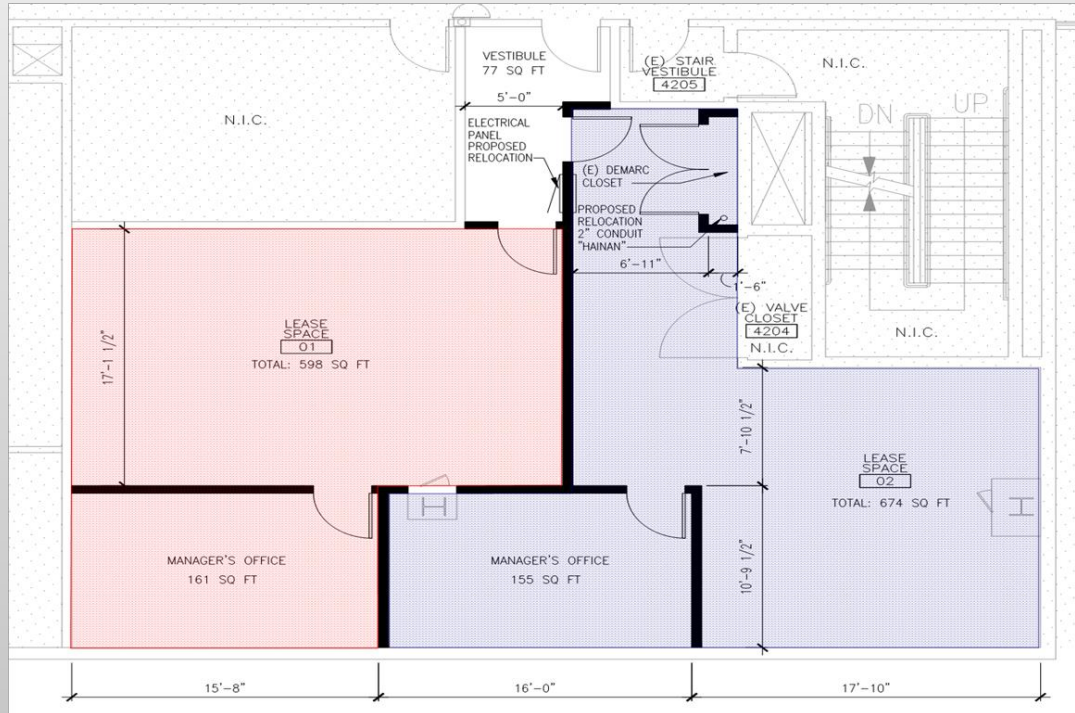 VESTIBULE
77 SQ FT
(E) STAIR
VESTIBULE
4205
N.I.C.
5'-0"
DN
UP
N.I.C.
ELECTRICAL
PANEL
PROPOSED
RELOCATION
(E) DEMARC
CLOSET
PROPOSED
RELOCATION
2" CONDUIT
"HAINAN"
6'-11"
1'-6"
(E) VALVE
CLOSET
4204
N.I.C.
N.I.C.
LEASE
SPACE
01
TOTAL: 598 SQ FT
17'-1 1/2"
7'-10 1/2"
LEASE
SPACE
02
TOTAL: 674 SQ FT
H
H
MANAGER'S OFFICE
161 SQ FT
MANAGER'S OFFICE
155 SQ FT
10'-9 1/2"
15'-8"
16'-0"
17'-10"